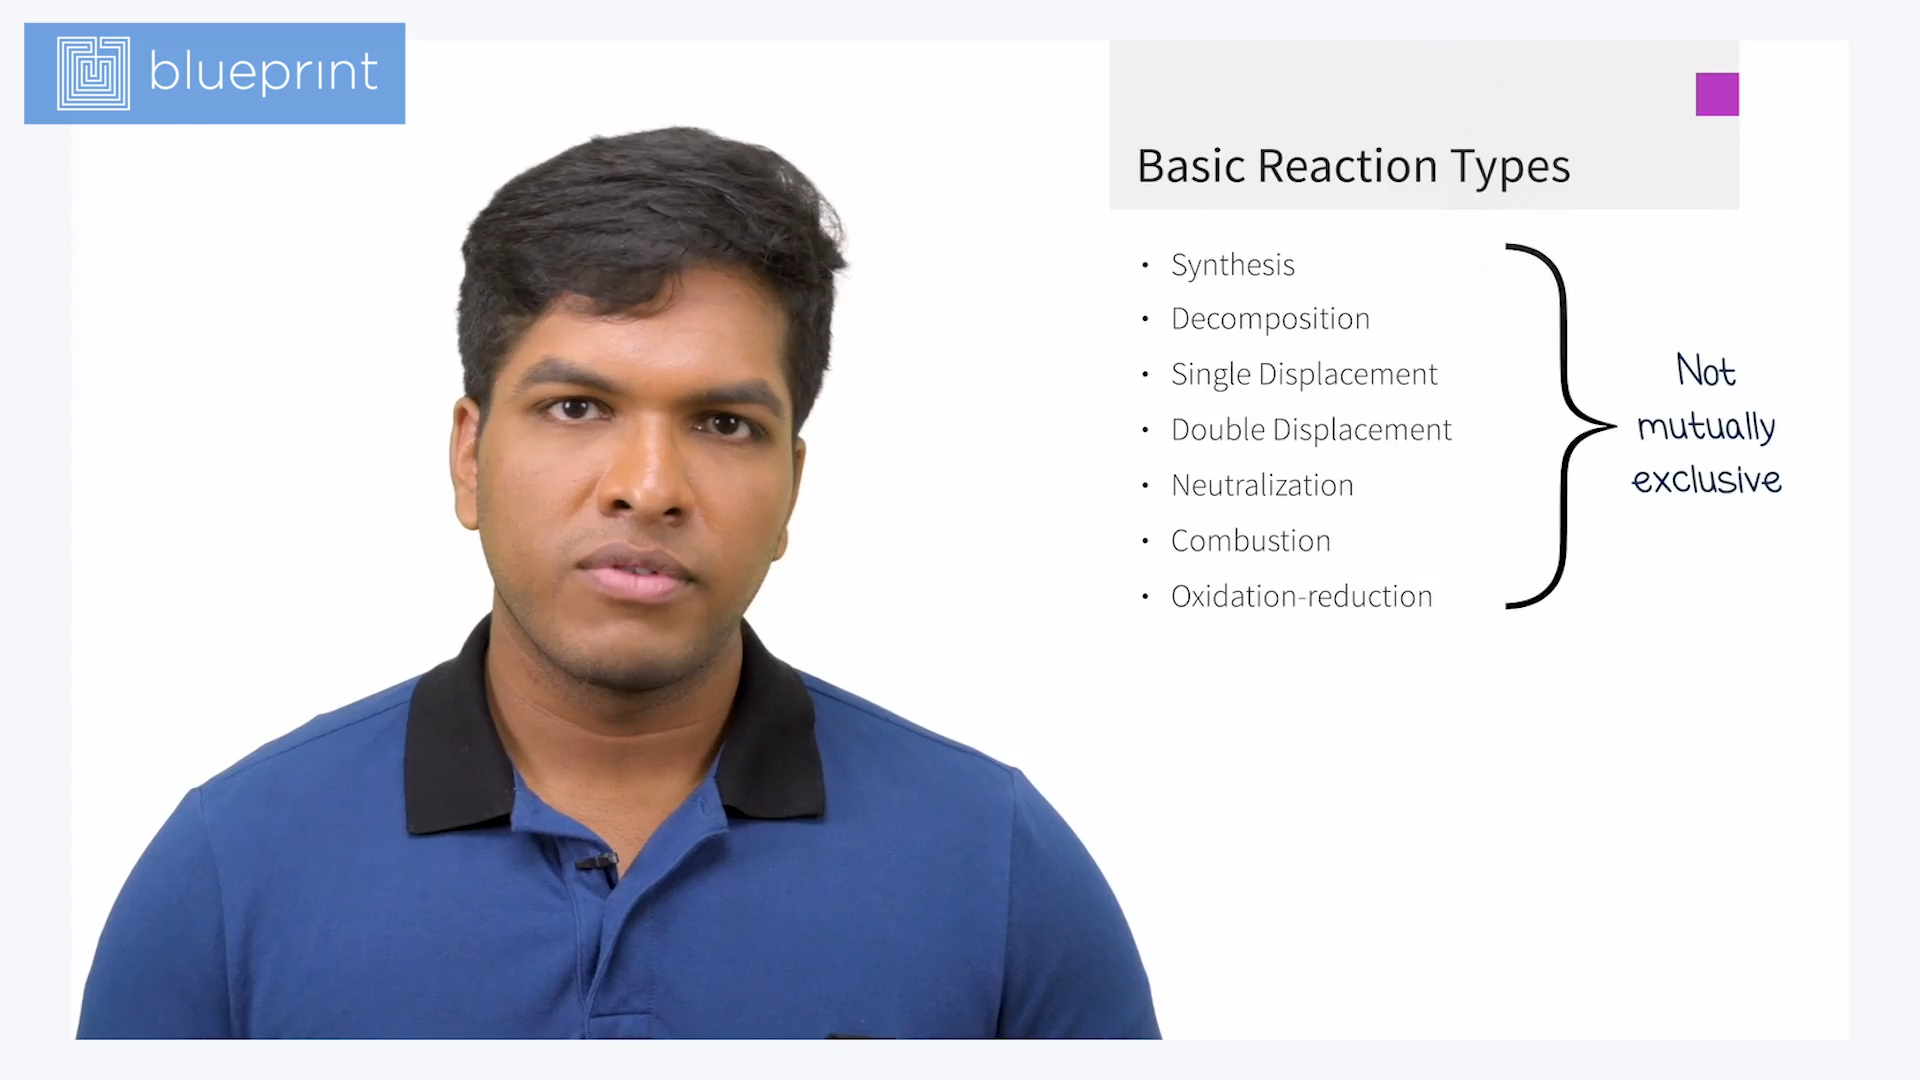 blueprint
Basic Reaction Types
• Synthesis
• Decomposition
• Single Displacement
• Double Displacement
• Neutralization
• Combustion
• Oxidation-reduction
Not
mutually
exclusive